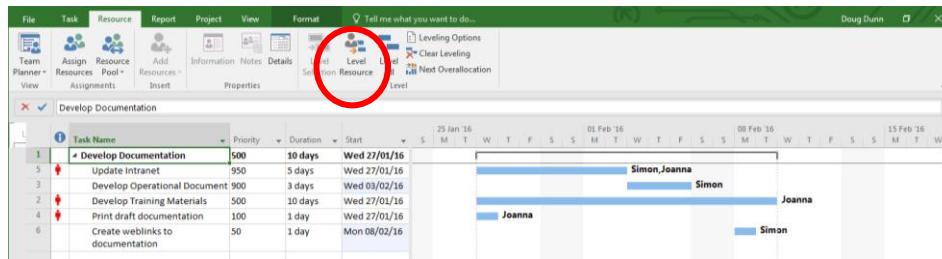 File Task Resource Report Project View Format Tell me what you want to do... Doug Dunn
Team Planner
Assign Resources
Resource Pool
Add Resources
Information Notes Details
Level Resource
Leveling Options
Clear Leveling
Next Overallocation
View Assignments Insert Properties Level
Develop Documentation
25 Jan '16 01 Feb '16 08 Feb '16 15 Feb '16
Task Name Priority Duration Start S M T W T F S S M T W T F S S M T W T F S S M T W
1 Develop Documentation 500 10 days Wed 27/01/16
5 Update Intranet 950 5 days Wed 27/01/16 Simon,Joanna
3 Develop Operational Document 900 3 days Wed 03/02/16 Simon
2 Develop Training Materials 500 10 days Wed 27/01/16 Joanna
4 Print draft documentation 100 1 day Wed 27/01/16 Joanna
6 Create weblinks to documentation 50 1 day Mon 08/02/16 Simon